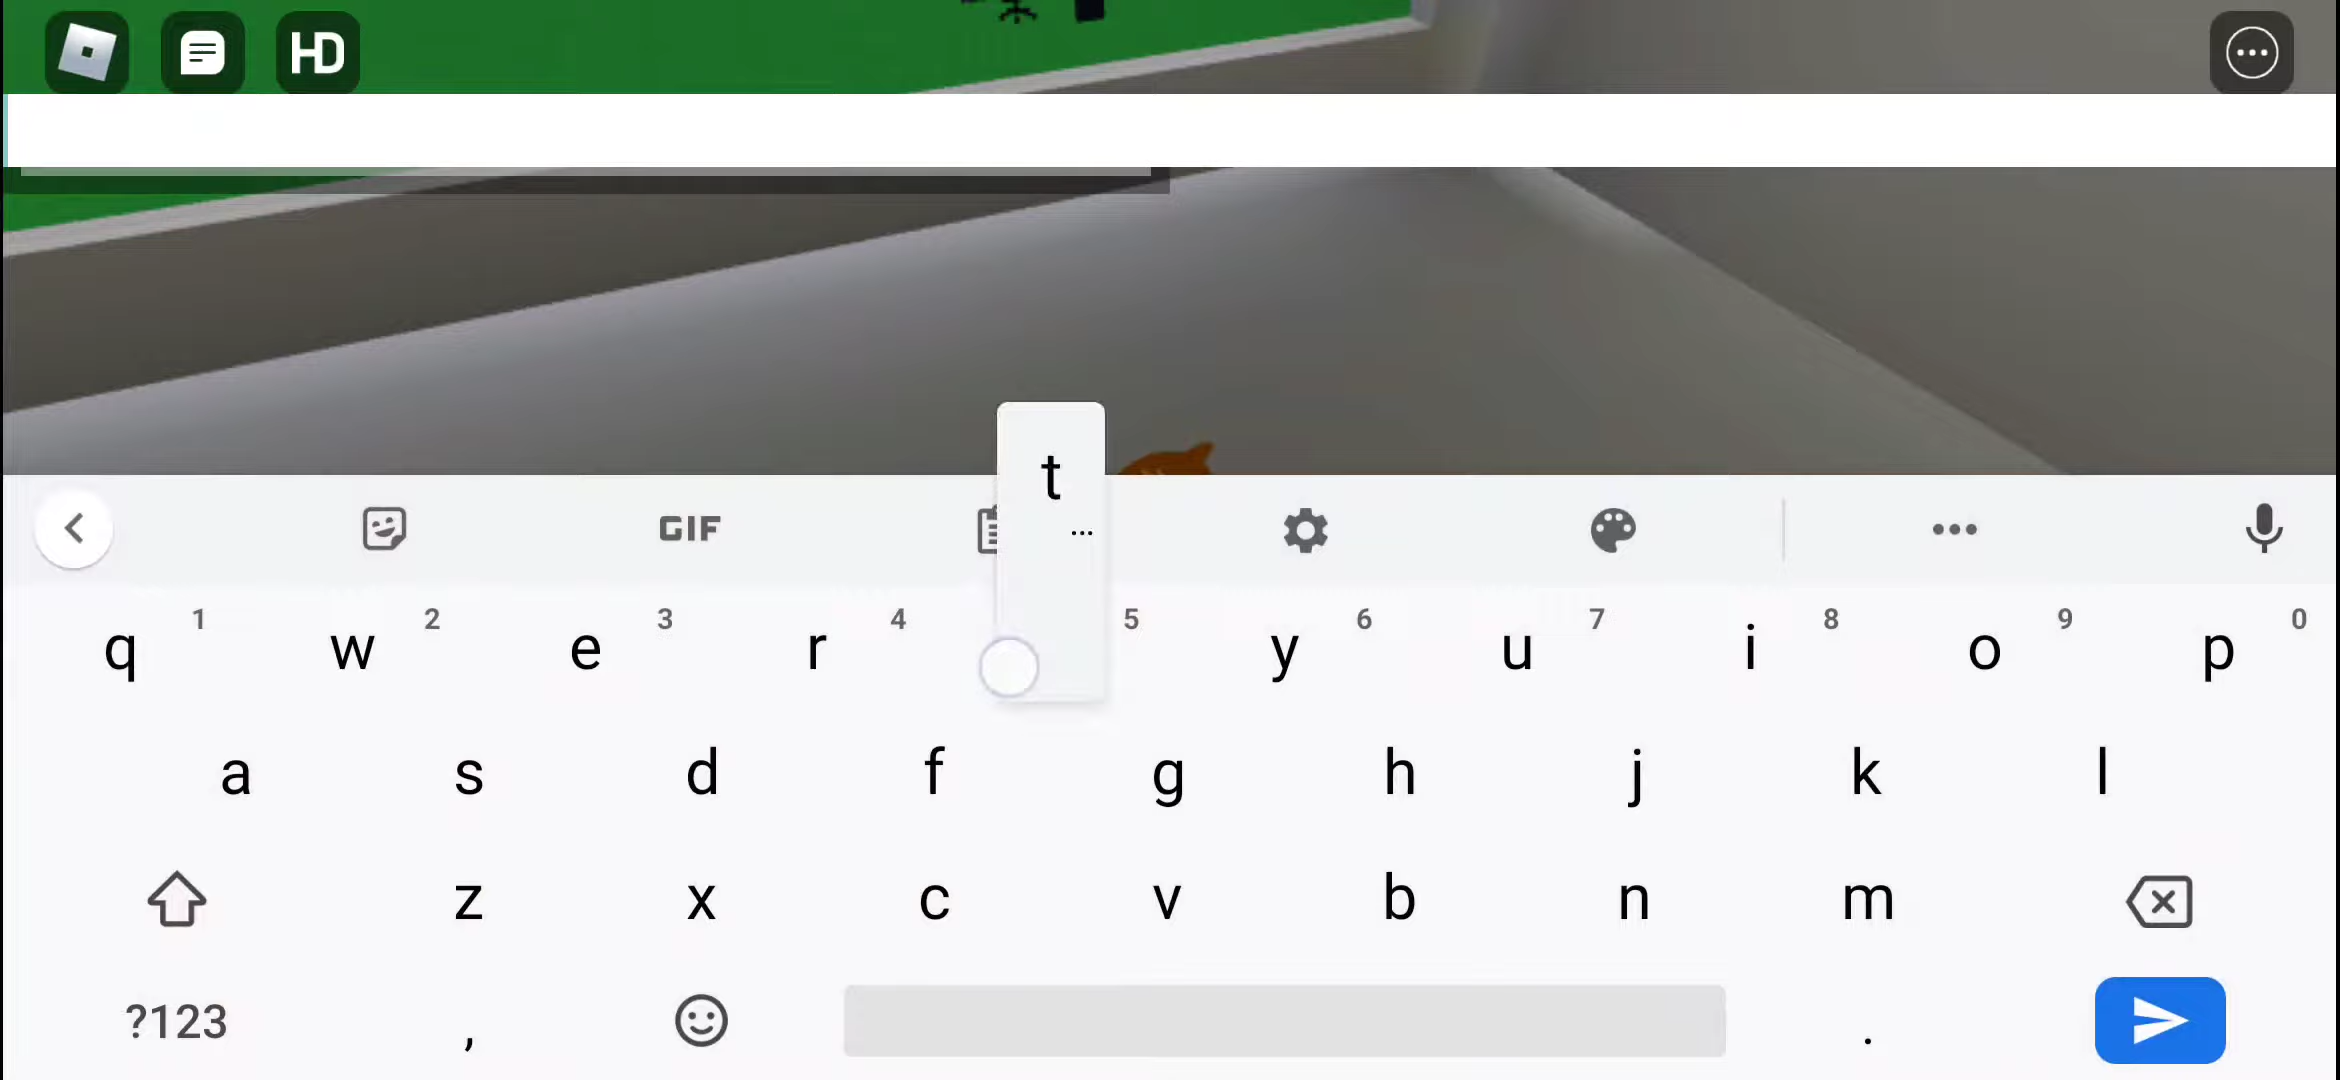 HD
t
...
GIF
q 1 w 2 e 3 r 4 5 y 6 u 7 i 8 o 9 p 0
a s d f g h j k l
z x c v b n m
?123 , .